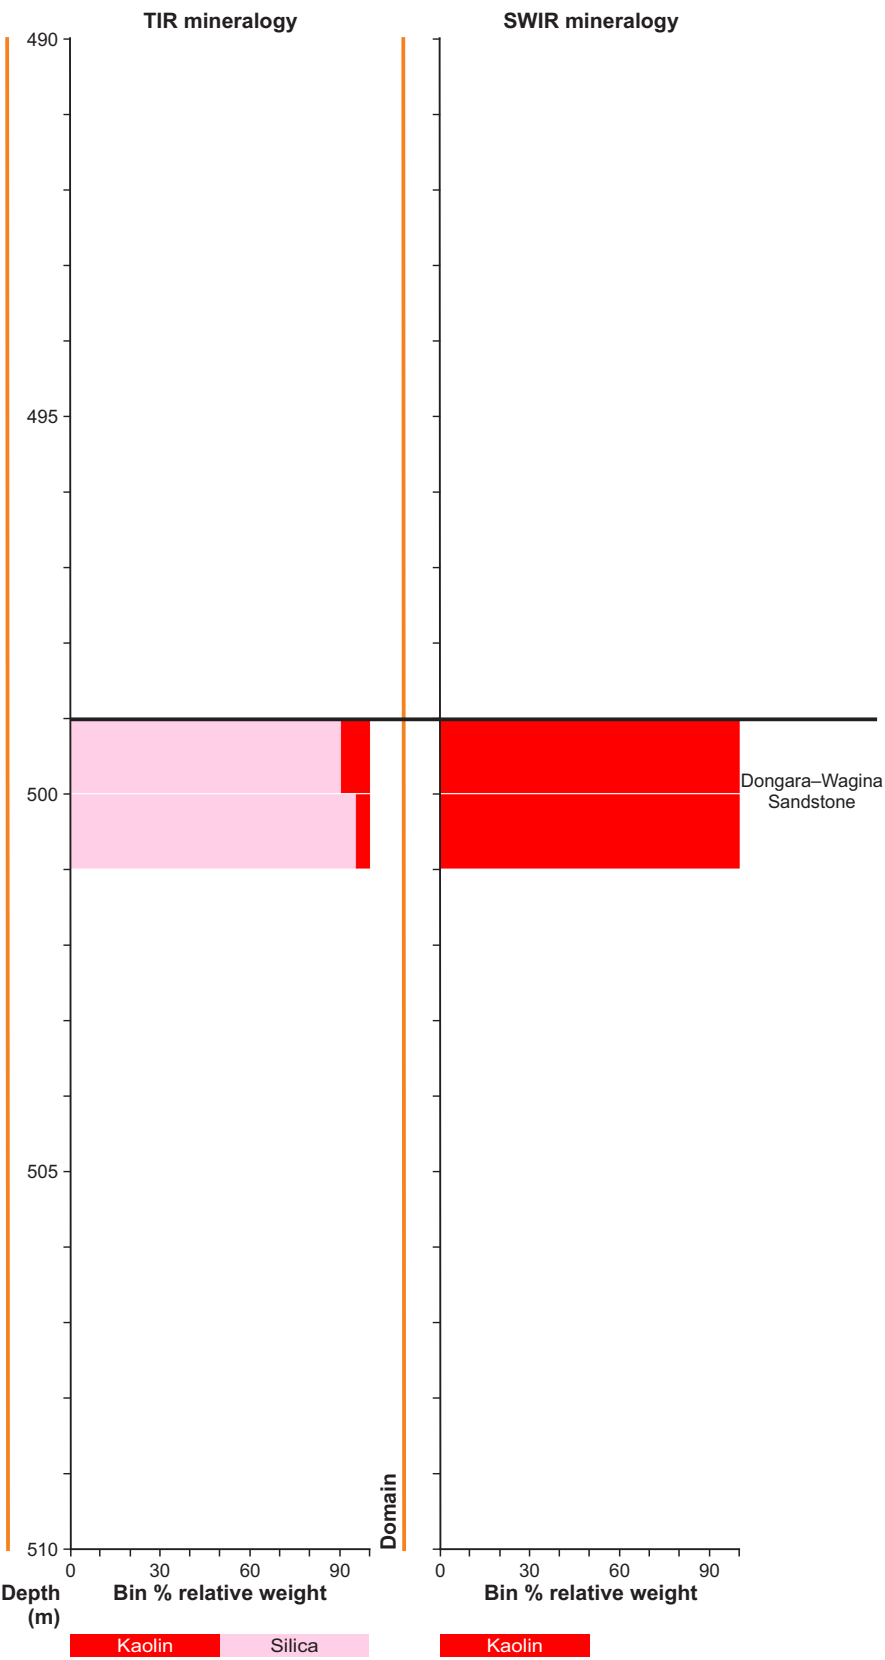 TIR mineralogy
SWIR mineralogy
490
495
500
505
510
Dongara–Wagina
Sandstone
Domain
0 30 60 90
0 30 60 90
Depth
(m)
Bin % relative weight
Bin % relative weight
Kaolin
Silica
Kaolin